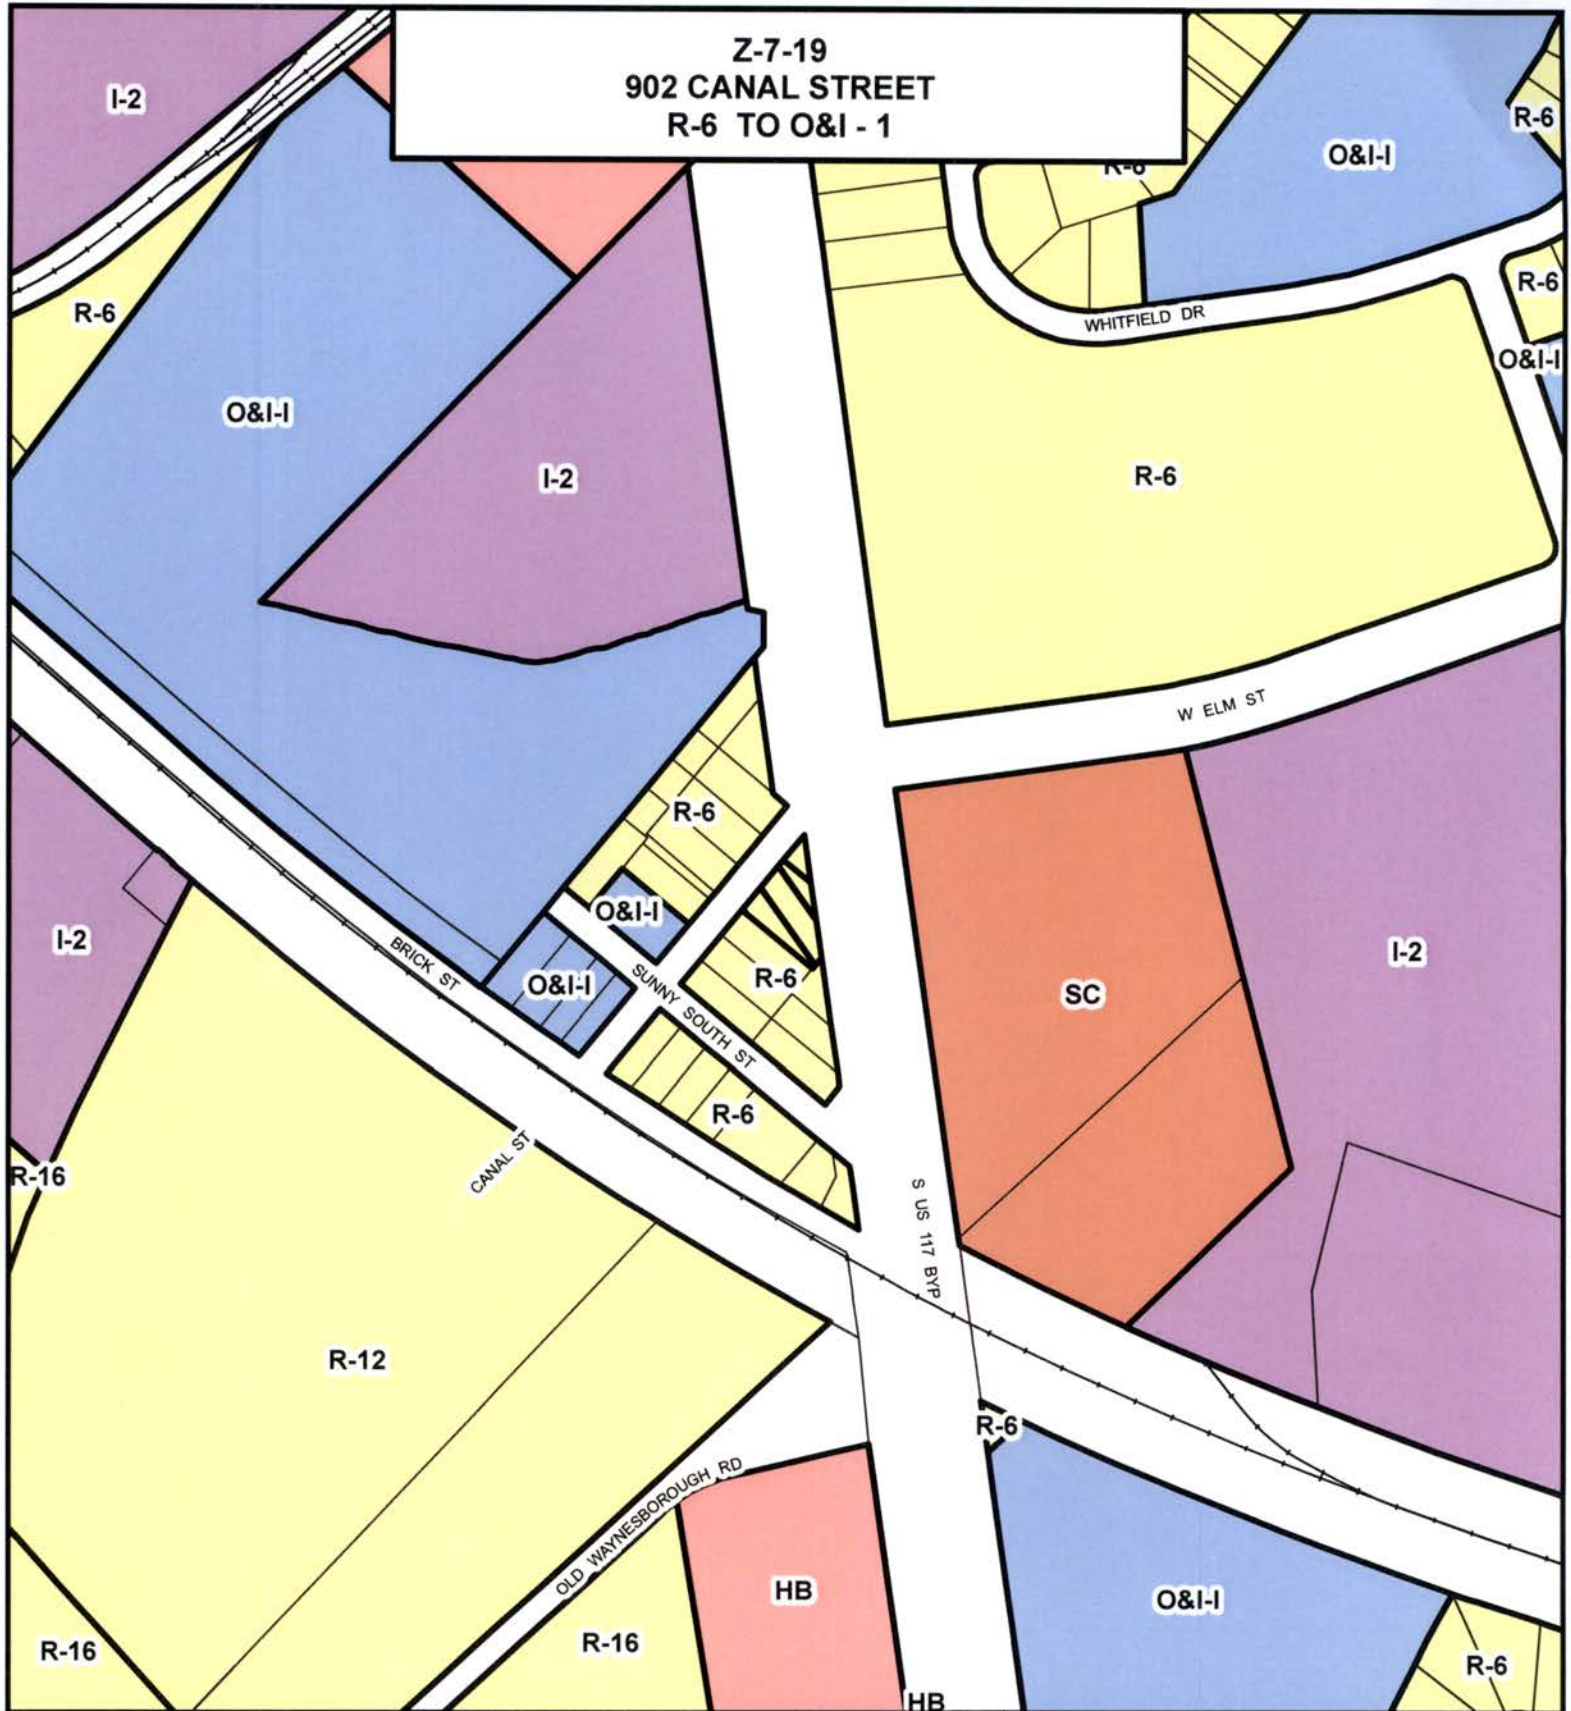 Z-7-19
902 CANAL STREET
R-6 TO O&I - 1
I-2
R-6
O&I-I
R-6
R-6
R-6
WHITFIELD DR
O&I-I
O&I-I
I-2
R-6
W ELM ST
R-6
O&I-I
I-2
BRICK ST
O&I-I
SUNNY SOUTH ST
R-6
SC
I-2
R-6
CANAL ST
R-16
S US 117 BYP
R-12
R-6
OLD WAYNESBOROUGH RD
HB
O&I-I
R-16
R-16
R-6
HB